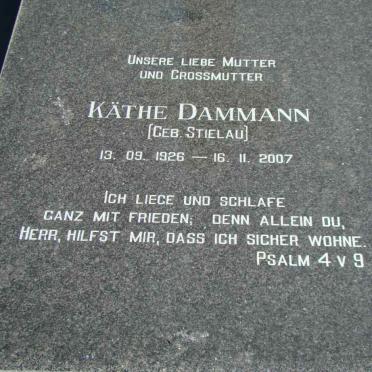 Unsere liebe Mutter
und Grossmutter
Käthe Dammann
(geb. Stielau)
13. 09. 1926 — 16. 11. 2007
Ich liege und schlafe
ganz mit Frieden; denn allein du,
Herr, hilfst mir, dass ich sicher wohne.
Psalm 4 v 9